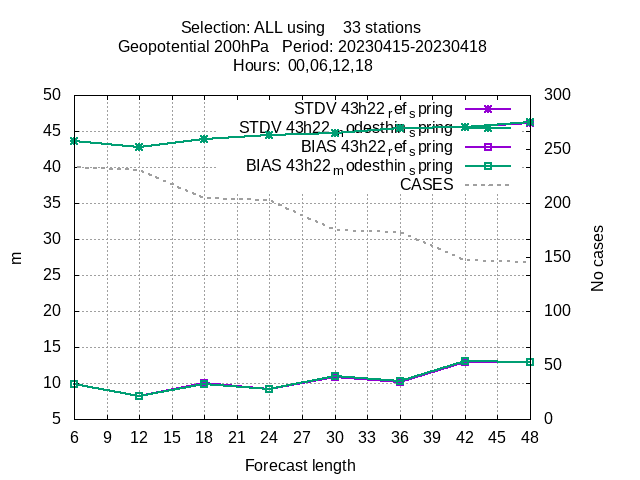 Selection: ALL using    33 stations
Geopotential 200hPa   Period: 20230415-20230418
Hours:  00,06,12,18
STDV 43h22_ref_spring
STDV 43h22_modesthin_spring
BIAS 43h22_ref_spring
BIAS 43h22_modesthin_spring
CASES
50
45
40
35
30
25
20
15
10
5
m
300
250
200
150
100
50
0
No cases
6 9 12 15 18 21 24 27 30 33 36 39 42 45 48
Forecast length